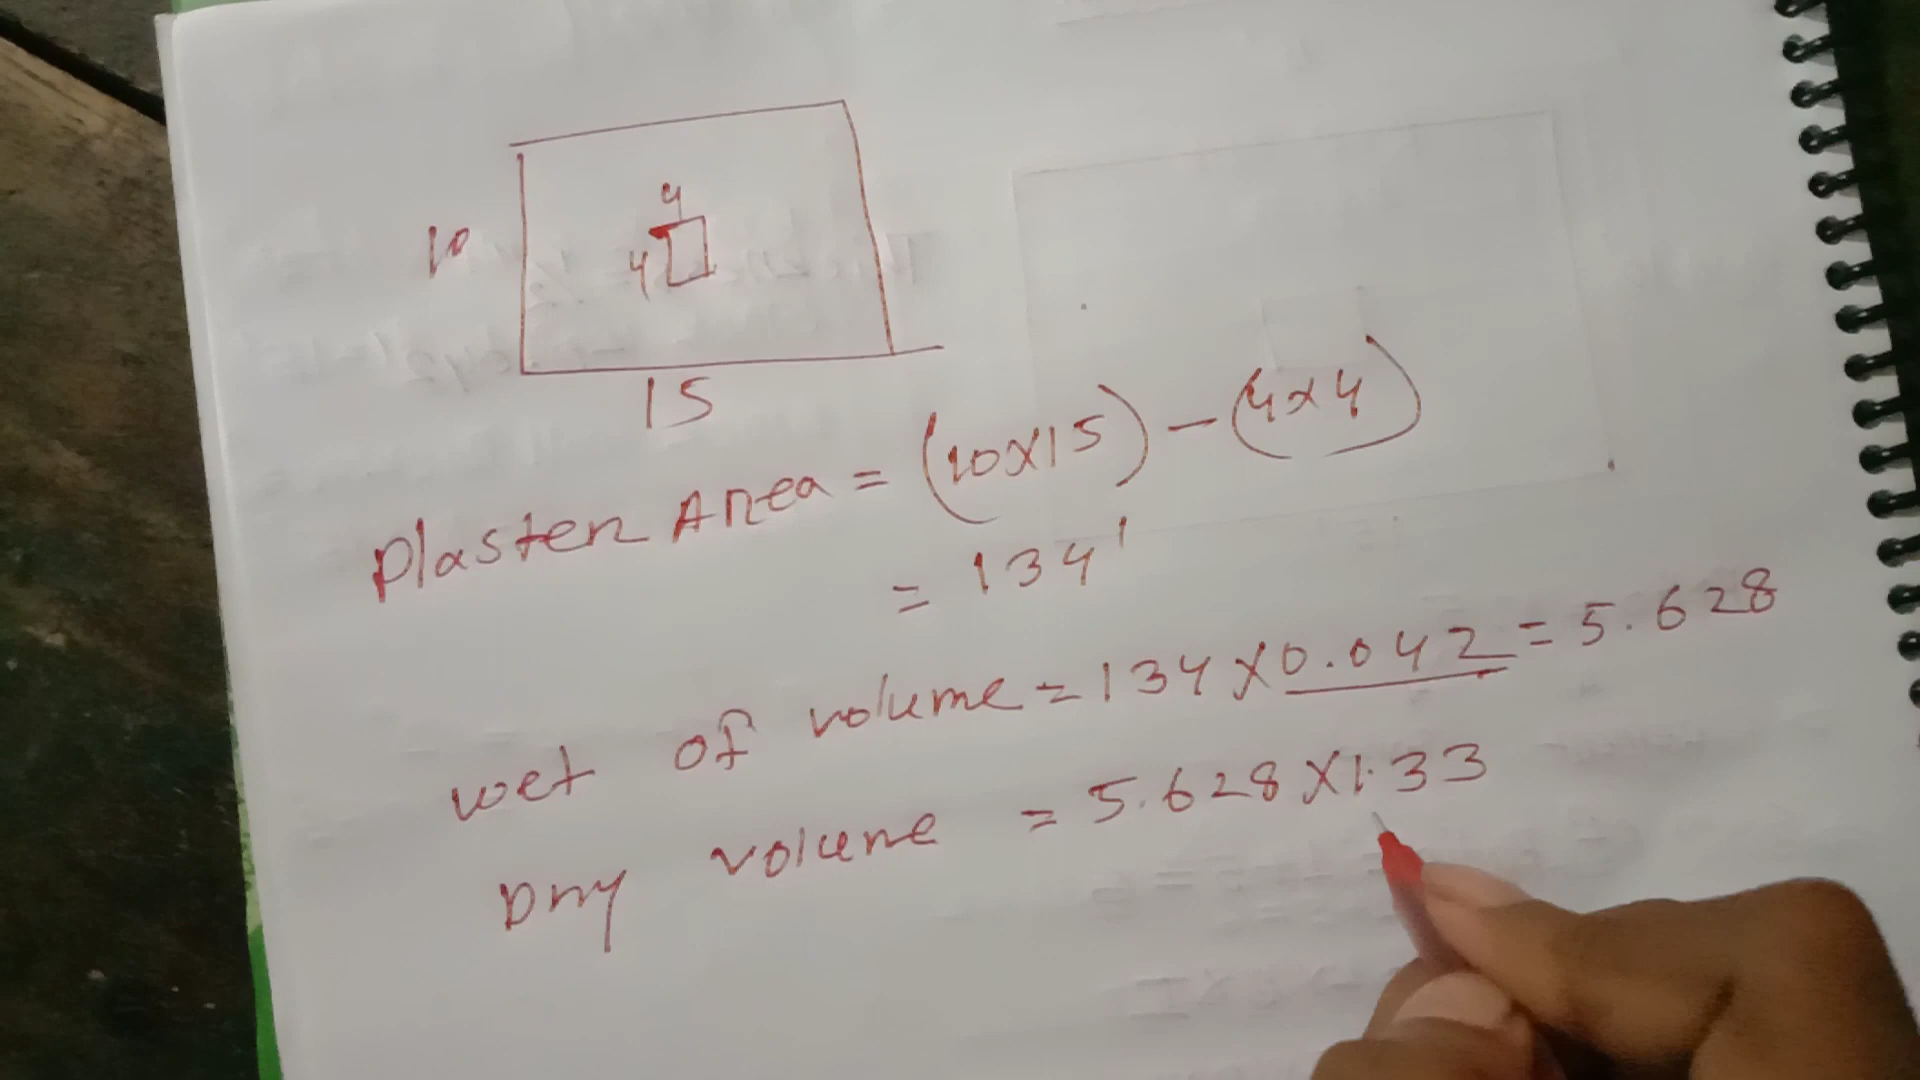 4
10
4
15
Plaster Area = (10x15) - (4x4)
= 134'
wet of volume = 134 x 0.042 = 5.628
Dry volume = 5.628 x 1.33